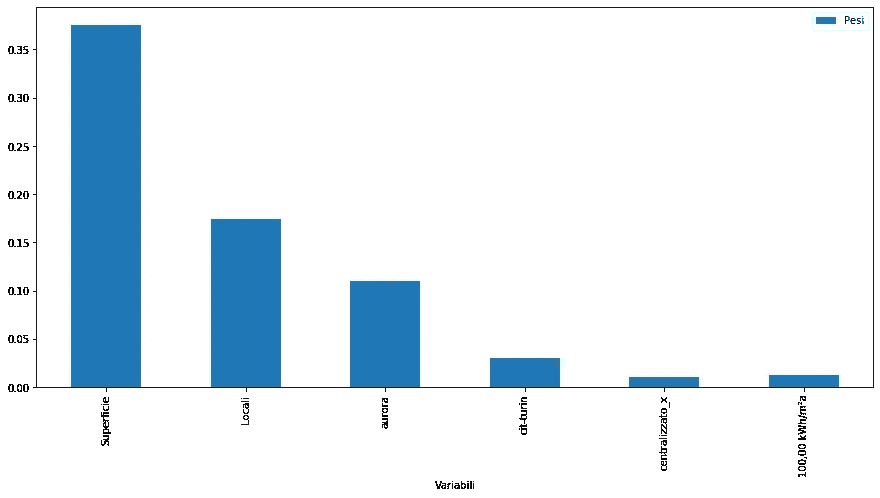 Pesi
0.35
0.30
0.25
0.20
0.15
0.10
0.05
0.00
Superficie
Locali
aurora
cit-turin
centralizzato_x
100,00 kWh/m²a
Variabili